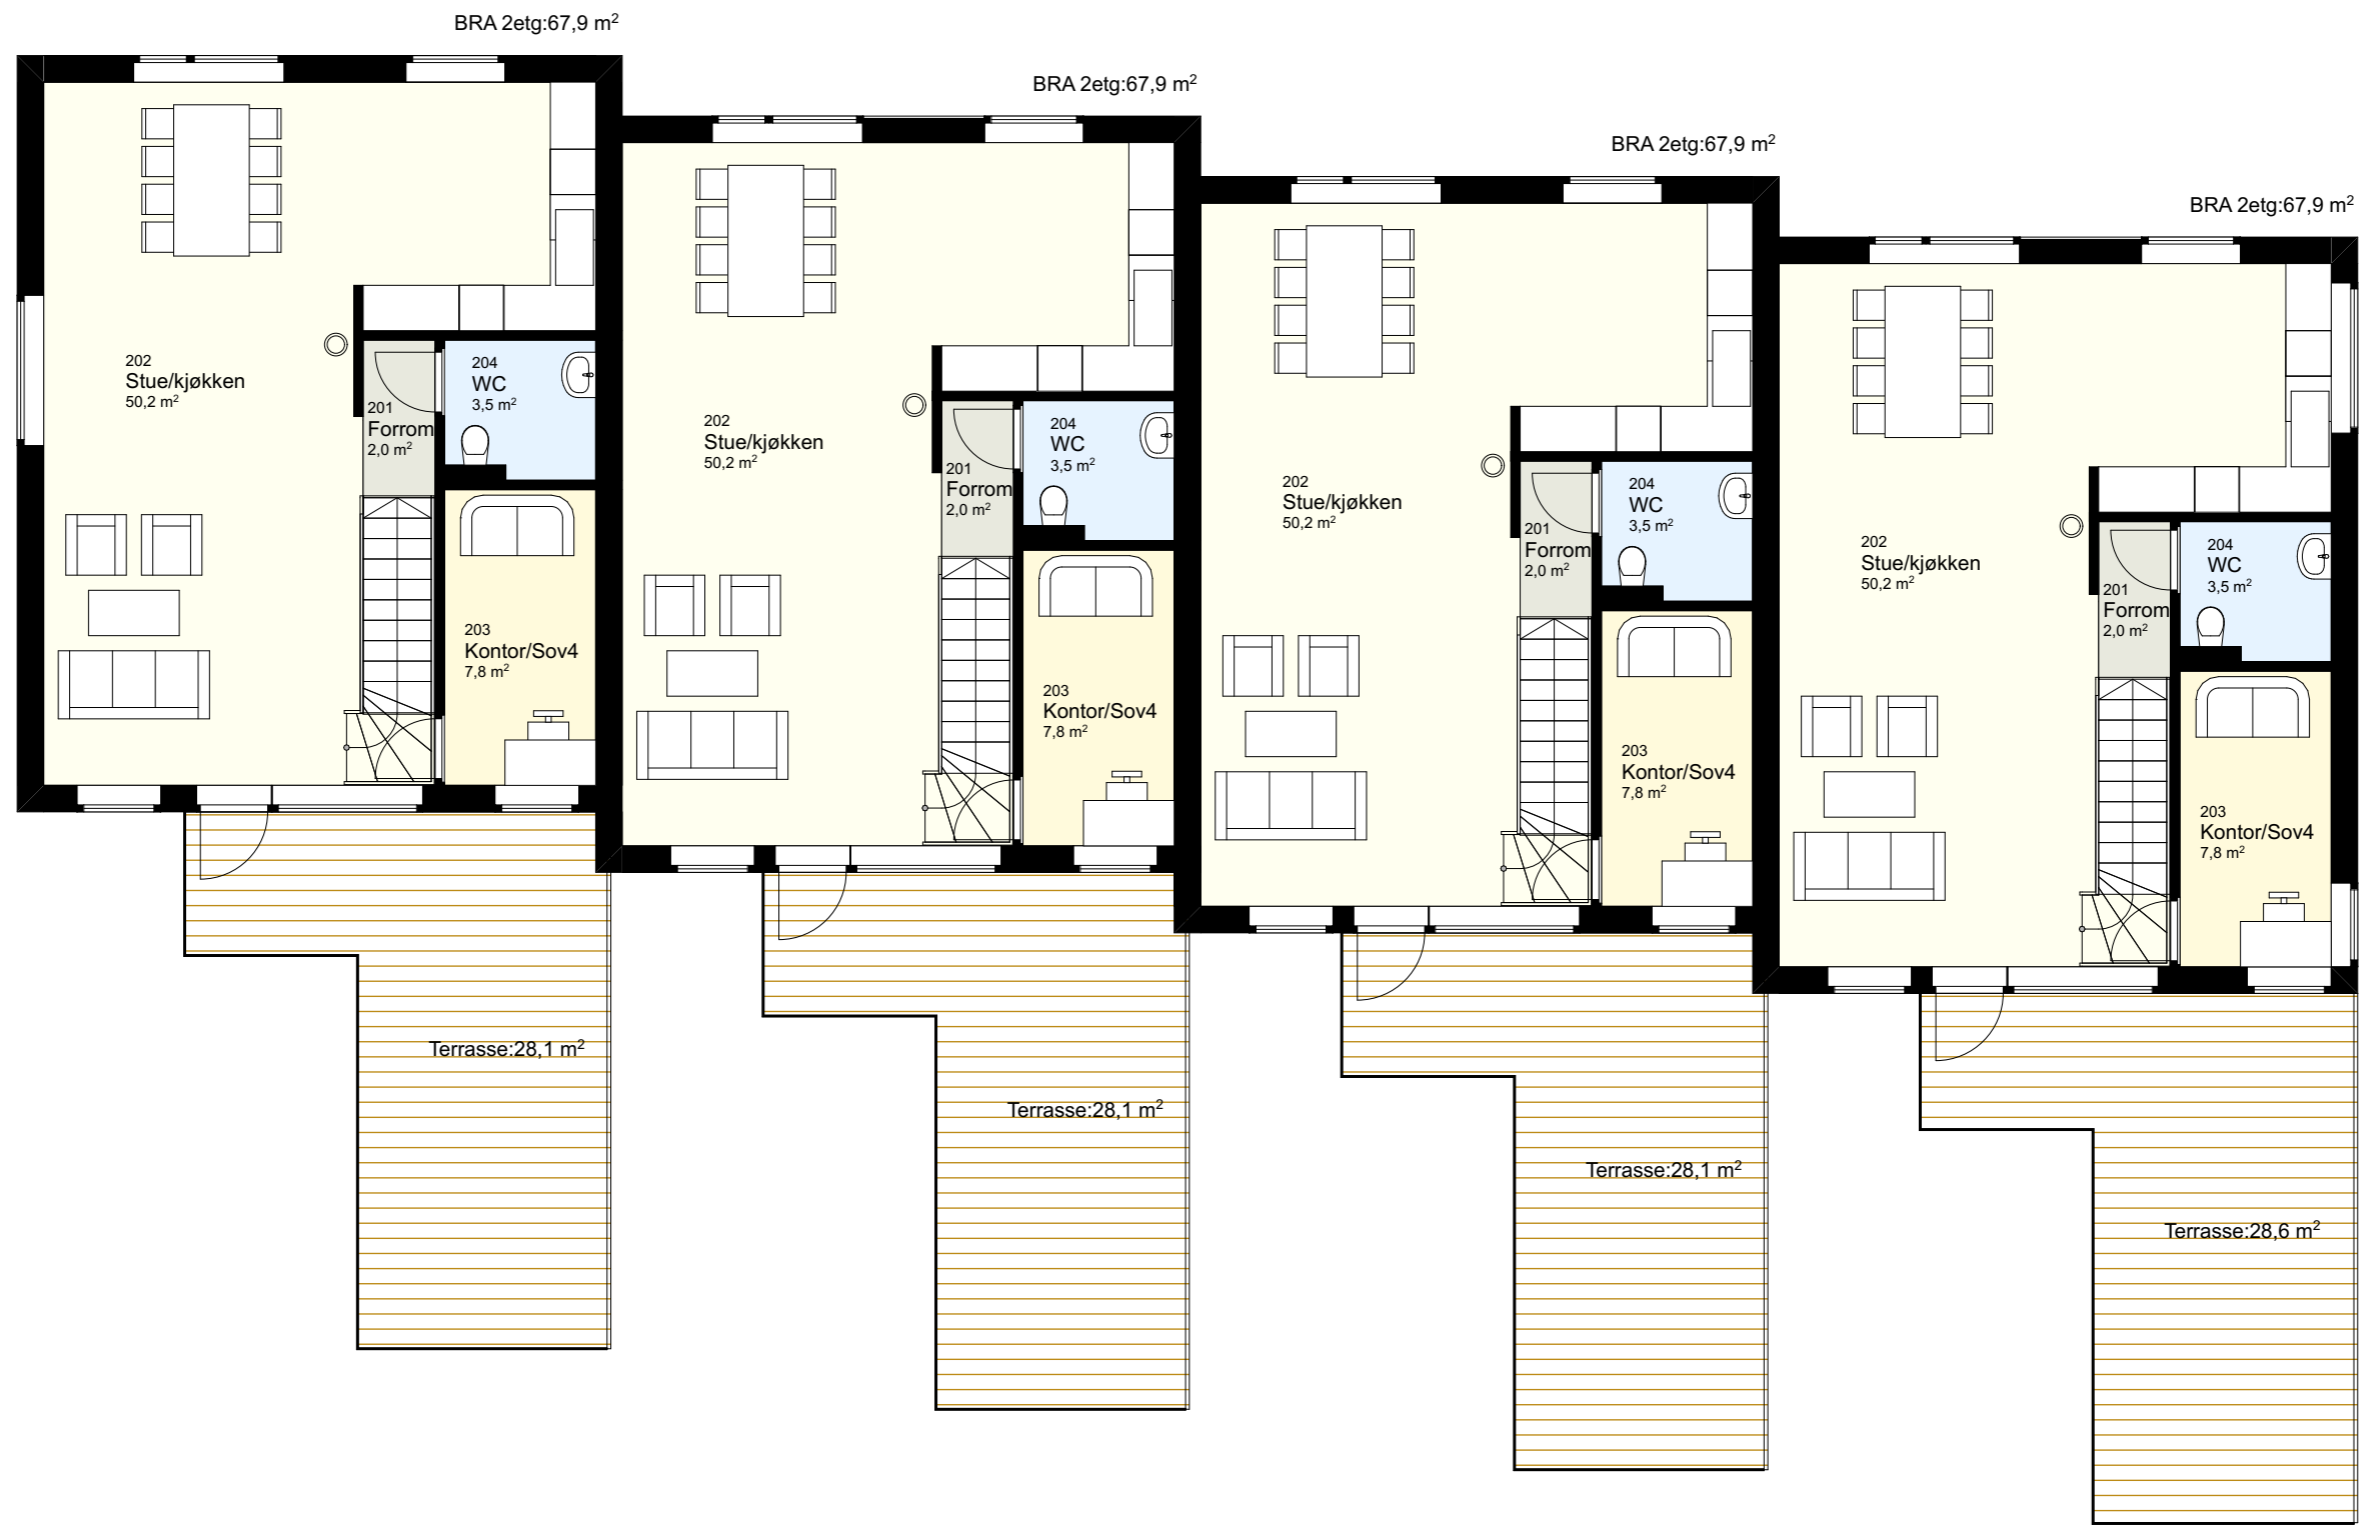 BRA 2etg:67,9 m²
202
Stue/kjøkken
50,2 m²
201
Forrom
2,0 m²
204
WC
3,5 m²
203
Kontor/Sov4
7,8 m²
Terrasse:28,1 m²
BRA 2etg:67,9 m²
202
Stue/kjøkken
50,2 m²
201
Forrom
2,0 m²
204
WC
3,5 m²
203
Kontor/Sov4
7,8 m²
Terrasse:28,1 m²
BRA 2etg:67,9 m²
202
Stue/kjøkken
50,2 m²
201
Forrom
2,0 m²
204
WC
3,5 m²
203
Kontor/Sov4
7,8 m²
Terrasse:28,1 m²
BRA 2etg:67,9 m²
202
Stue/kjøkken
50,2 m²
201
Forrom
2,0 m²
204
WC
3,5 m²
203
Kontor/Sov4
7,8 m²
Terrasse:28,6 m²